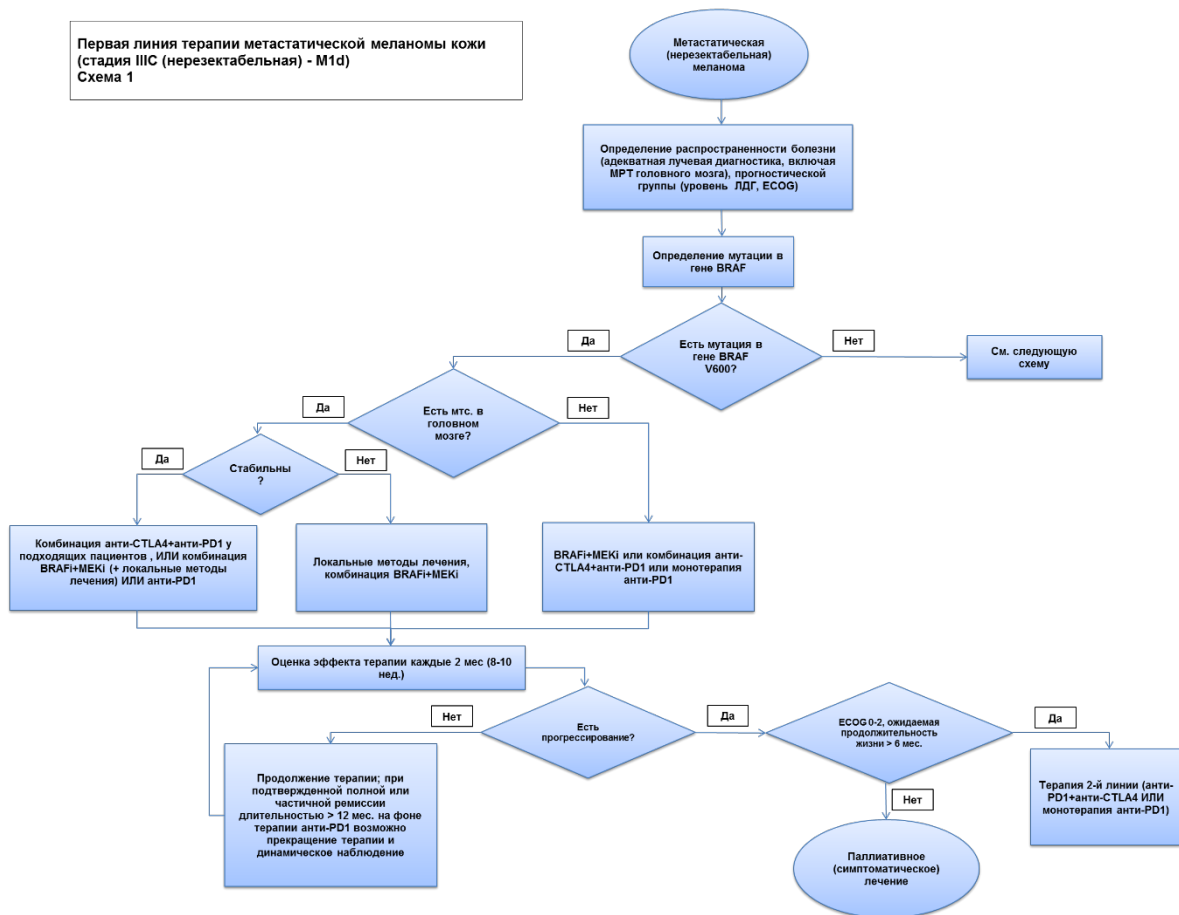 Первая линия терапии метастатической меланомы кожи
(стадия IIIC (нерезектабельная) - M1d)
Схема 1
Метастатическая
(нерезектабельная)
меланома
Определение распространенности болезни
(адекватная лучевая диагностика, включая
МРТ головного мозга), прогностической
группы (уровень ЛДГ, ECOG)
Определение мутации в
гене BRAF
Есть мутация в
гене BRAF
V600?
Да
Нет
См. следующую
схему
Есть мтс. в
головном
мозге?
Да
Нет
Стабильны
?
Да
Нет
Комбинация анти-CTLA4+анти-PD1 у
подходящих пациентов , ИЛИ комбинация
BRAFi+MEKi (+ локальные методы
лечения) ИЛИ анти-PD1
Локальные методы лечения,
комбинация BRAFi+MEKi
BRAFi+MEKi или комбинация анти-
CTLA4+анти-PD1 или монотерапия
анти-PD1
Оценка эффекта терапии каждые 2 мес (8-10
нед.)
Есть
прогрессирование?
Нет
Да
Продолжение терапии; при
подтвержденной полной или
частичной ремиссии
длительностью > 12 мес. на фоне
терапии анти-PD1 возможно
прекращение терапии и
динамическое наблюдение
ECOG 0-2, ожидаемая
продолжительность
жизни > 6 мес.
Да
Нет
Терапия 2-й линии (анти-
PD1+анти-CTLA4 ИЛИ
монотерапия анти-PD1)
Паллиативное
(симптоматическое)
лечение